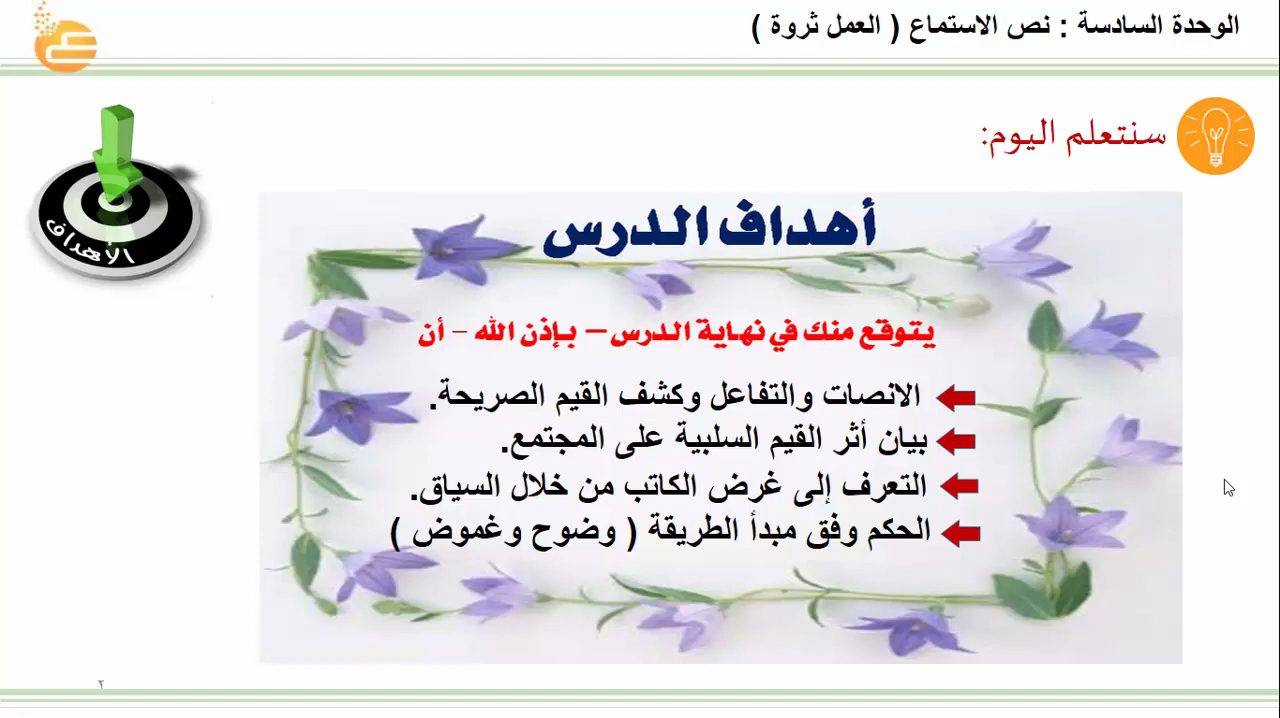 الوحدة السادسة : نص الاستماع ( العمل ثروة )
سنتعلم اليوم:
الأهداف
أهداف الدرس
يتوقع منك في نهاية الدرس – بإذن الله – أن
الانصات والتفاعل وكشف القيم الصريحة.
بيان أثر القيم السلبية على المجتمع.
التعرف إلى غرض الكاتب من خلال السياق.
الحكم وفق مبدأ الطريقة ( وضوح وغموض )
٢